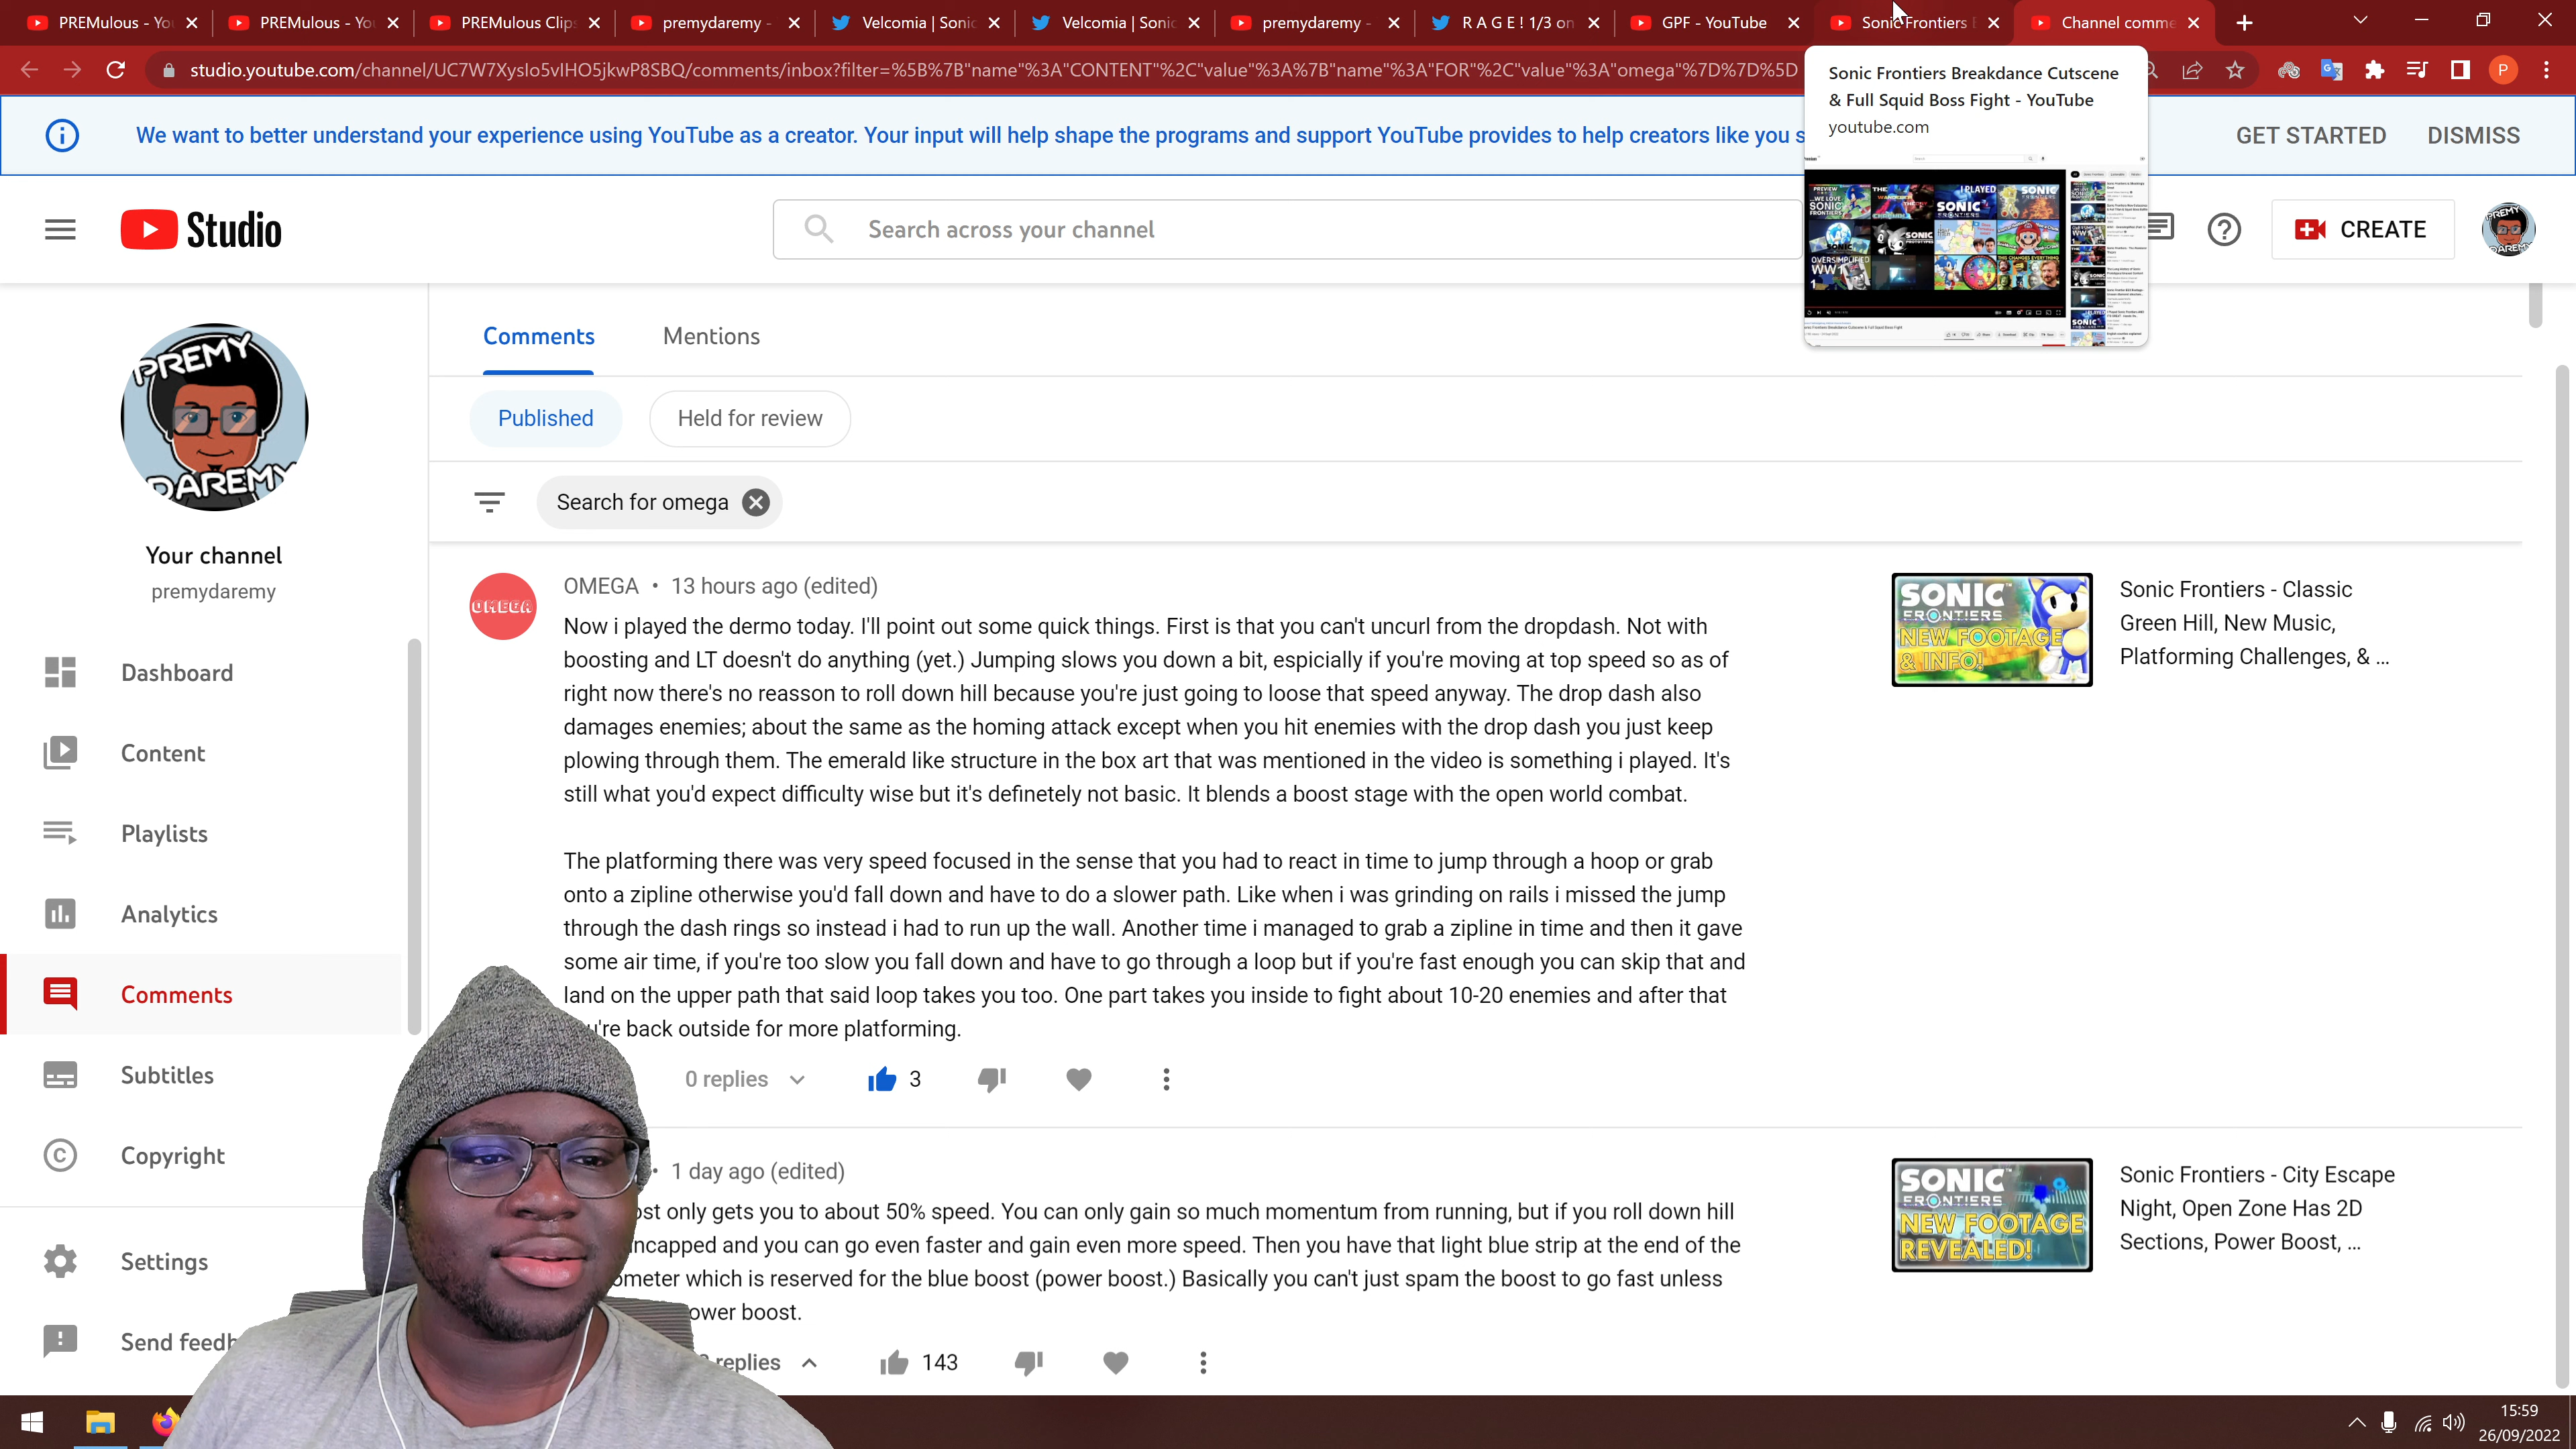 PREMulous - Yo
PREMulous - Yo
PREMulous Clip
premydaremy -
Velcomia | Sonic
Velcomia | Sonic
premydaremy -
R A G E ! 1/3 on
GPF - YouTube
Sonic Frontiers
Channel comme
studio.youtube.com/channel/UC7W7XysIo5vIHO5jkwP8SBQ/comments/inbox?filter=%5B%7B"name"%3A"CONTENT"%2C"value"%3A%7B"name"%3A"FOR"%2C"value"%3A"omega"%7D%7D%5D
P
Sonic Frontiers Breakdance Cutscene
& Full Squid Boss Fight - YouTube
youtube.com
We want to better understand your experience using YouTube as a creator. Your input will help shape the programs and support YouTube provides to help creators like you s
GET STARTED
DISMISS
Studio
Search across your channel
CREATE
PREMY
DAREMY
Your channel
premydaremy
Dashboard
Content
Playlists
Analytics
Comments
Subtitles
Copyright
Settings
Send feedb
Comments
Mentions
Published
Held for review
Search for omega
OMEGA
OMEGA • 13 hours ago (edited)
Now i played the dermo today. I'll point out some quick things. First is that you can't uncurl from the dropdash. Not with
boosting and LT doesn't do anything (yet.) Jumping slows you down a bit, espicially if you're moving at top speed so as of
right now there's no reasson to roll down hill because you're just going to loose that speed anyway. The drop dash also
damages enemies; about the same as the homing attack except when you hit enemies with the drop dash you just keep
plowing through them. The emerald like structure in the box art that was mentioned in the video is something i played. It's
still what you'd expect difficulty wise but it's definetely not basic. It blends a boost stage with the open world combat.
The platforming there was very speed focused in the sense that you had to react in time to jump through a hoop or grab
onto a zipline otherwise you'd fall down and have to do a slower path. Like when i was grinding on rails i missed the jump
through the dash rings so instead i had to run up the wall. Another time i managed to grab a zipline in time and then it gave
some air time, if you're too slow you fall down and have to go through a loop but if you're fast enough you can skip that and
land on the upper path that said loop takes you too. One part takes you inside to fight about 10-20 enemies and after that
u're back outside for more platforming.
0 replies
3
SONIC
FRONTIERS
NEW FOOTAGE
& INFO!
Sonic Frontiers - Classic
Green Hill, New Music,
Platforming Challenges, & ...
• 1 day ago (edited)
ost only gets you to about 50% speed. You can only gain so much momentum from running, but if you roll down hill
ncapped and you can go even faster and gain even more speed. Then you have that light blue strip at the end of the
ometer which is reserved for the blue boost (power boost.) Basically you can't just spam the boost to go fast unless
ower boost.
replies
143
SONIC
FRONTIERS
NEW FOOTAGE
REVEALED!
Sonic Frontiers - City Escape
Night, Open Zone Has 2D
Sections, Power Boost, ...
15:59
26/09/2022